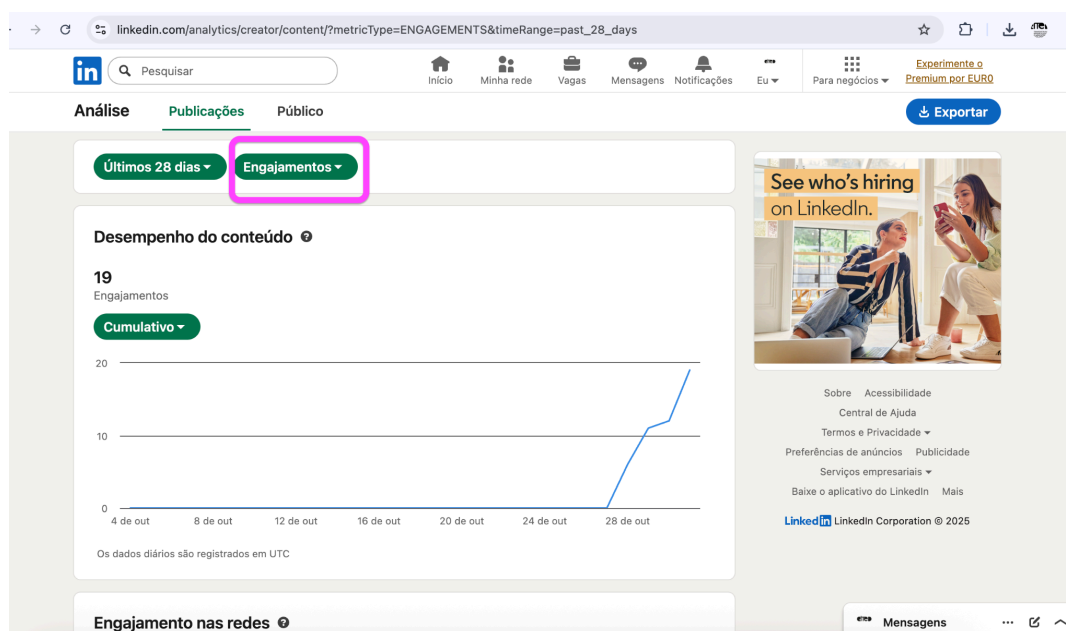 linkedin.com/analytics/creator/content/?metricType=ENGAGEMENTS&timeRange=past_28_days
in
Pesquisar
Início
Minha rede
Vagas
Mensagens
Notificações
Eu
Para negócios
Experimente o
Premium por EUR0
Análise
Publicações
Público
Exportar
Últimos 28 dias
Engajamentos
Desempenho do conteúdo
19
Engajamentos
Cumulativo
20
10
0
4 de out
8 de out
12 de out
16 de out
20 de out
24 de out
28 de out
Os dados diários são registrados em UTC
Engajamento nas redes
See who's hiring
on LinkedIn.
Sobre Acessibilidade
Central de Ajuda
Termos e Privacidade
Preferências de anúncios Publicidade
Serviços empresariais
Baixe o aplicativo do LinkedIn Mais
LinkedIn LinkedIn Corporation © 2025
Mensagens